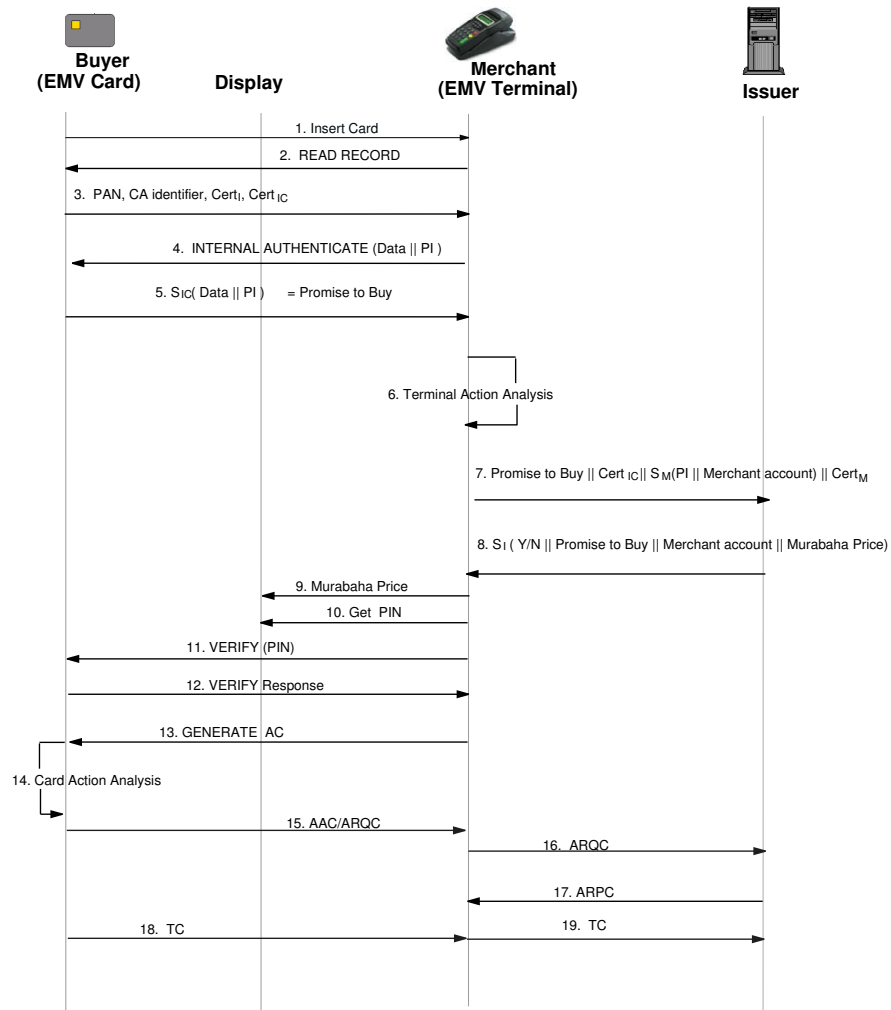 Buyer
(EMV Card)
Display
Merchant
(EMV Terminal)
Issuer
1. Insert Card
2. READ RECORD
3. PAN, CA identifier, CertI, Cert IC
4. INTERNAL AUTHENTICATE (Data || PI )
5. SIC( Data || PI ) = Promise to Buy
6. Terminal Action Analysis
7. Promise to Buy || Cert IC|| S M(PI || Merchant account) || CertM
8. SI ( Y/N || Promise to Buy || Merchant account || Murabaha Price)
9. Murabaha Price
10. Get PIN
11. VERIFY (PIN)
12. VERIFY Response
13. GENERATE AC
14. Card Action Analysis
15. AAC/ARQC
16. ARQC
17. ARPC
18. TC
19. TC